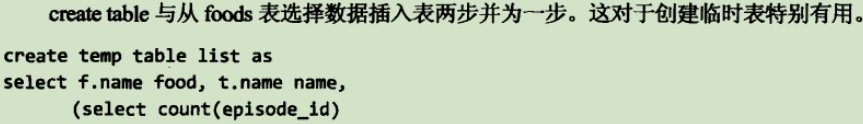 create table 与从 foods 表选择数据插入表两步并为一步。这对于创建临时表特别有用。
create temp table list as
select f.name food, t.name name,
(select count(episode_id)